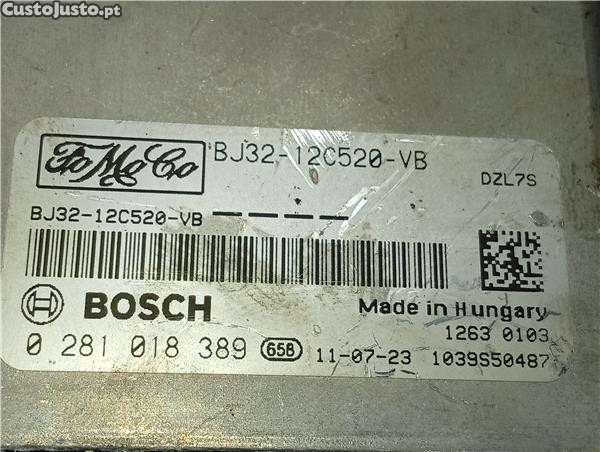 CustoJusto.pt
FoMoCo BJ32-12C520-VB
DZL7S
BJ32-12C520-VB — — — —
BOSCH Made in Hungary
1263 0103
0 281 018 389 658 11-07-23 1039S50487